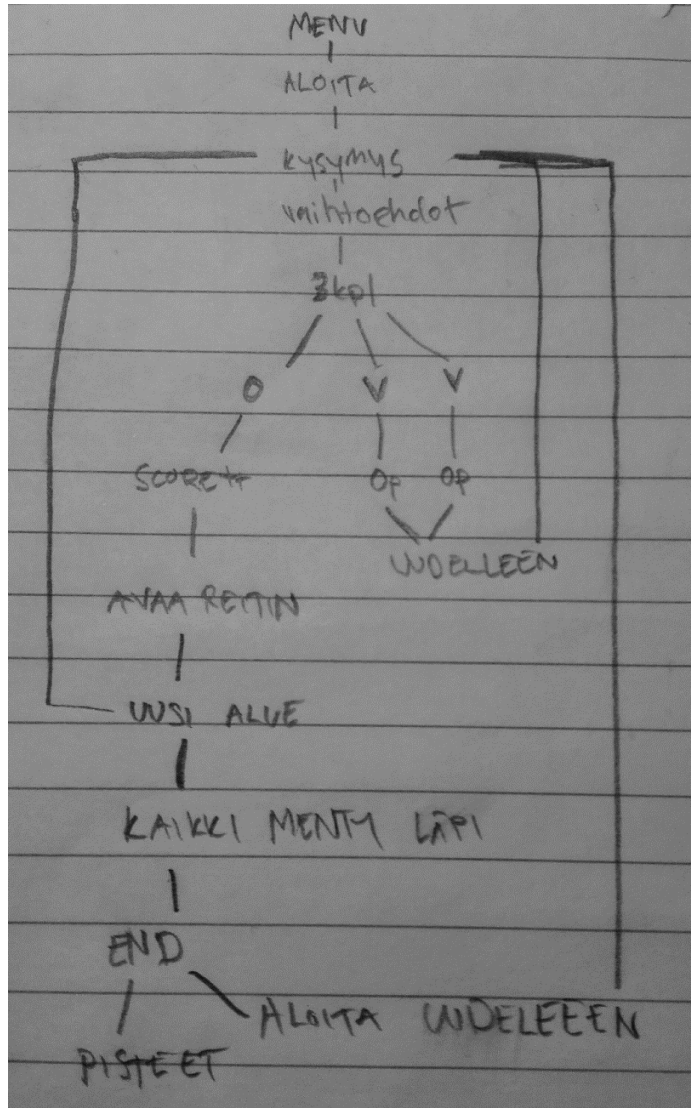 MENU
ALOITA
KYSYMYS
vaihtoehdot
3kpl
O V V
SCORE++ OP OP
UUDELLEEN
AVAA REITIN
UUSI ALUE
KAIKKI MENTY LÄPI
END
ALOITA UUDELEEEN
PISTEET